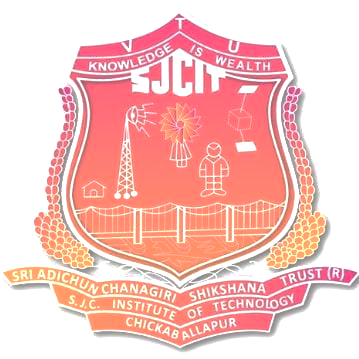 V T U
KNOWLEDGE IS WEALTH
SJCIT
SRI ADICHUNCHANAGIRI SHIKSHANA TRUST (R)
S.J.C. INSTITUTE OF TECHNOLOGY
CHICKABALLAPUR